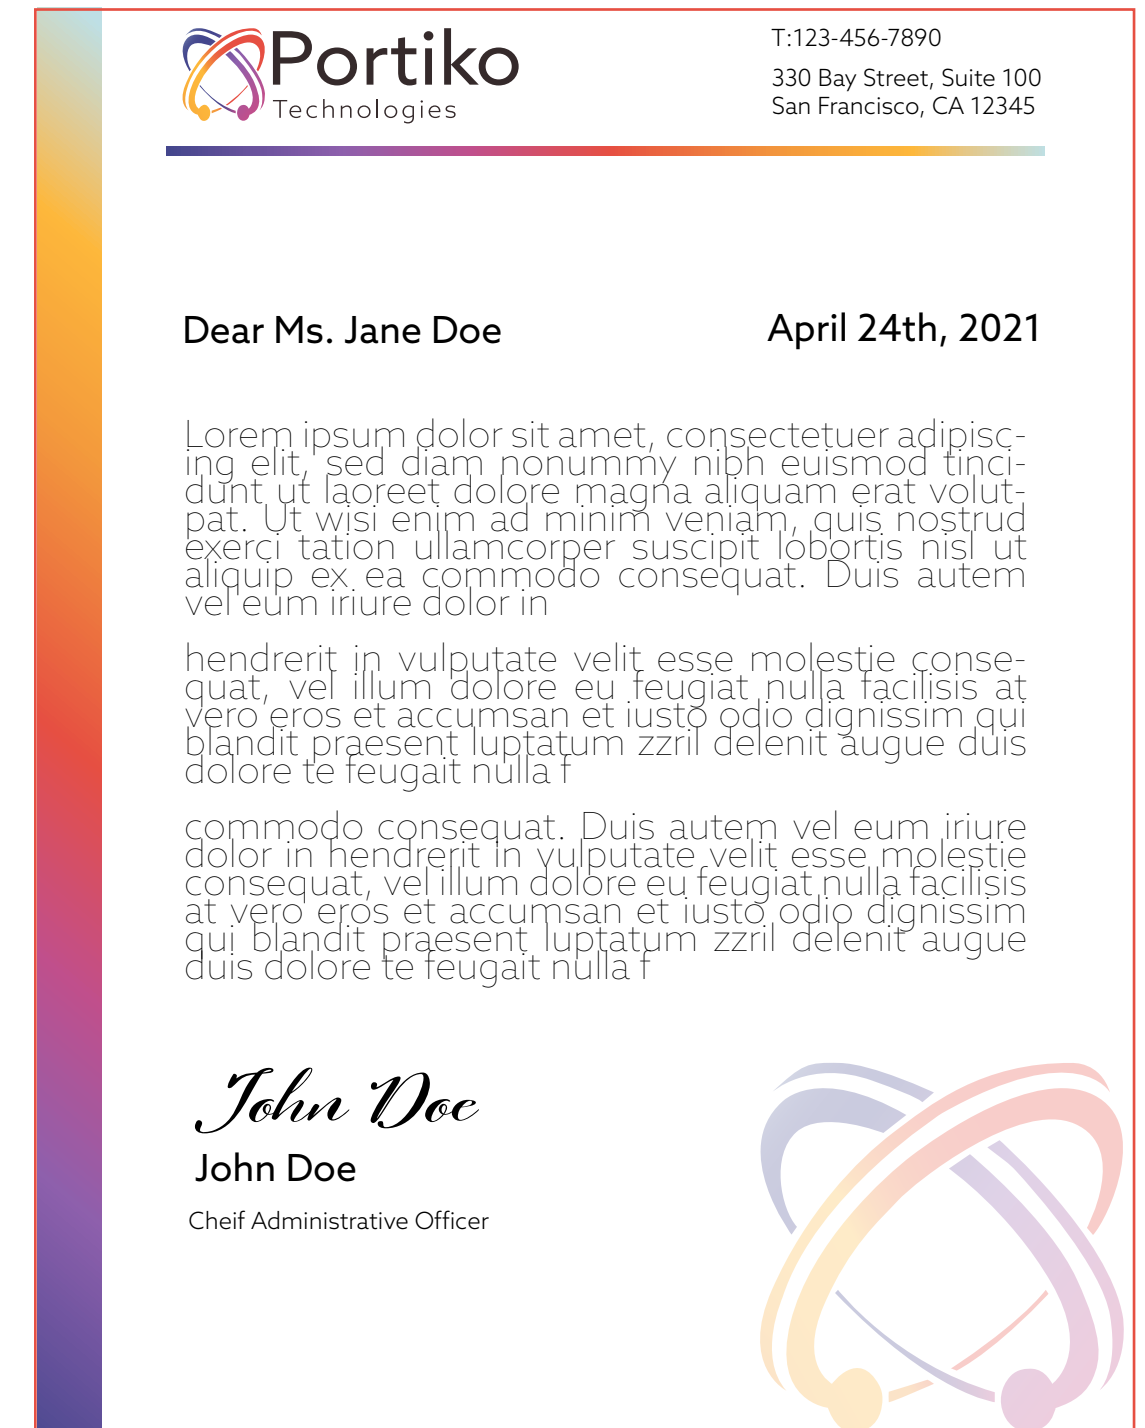 Portiko
Technologies
T:123-456-7890
330 Bay Street, Suite 100
San Francisco, CA 12345
Dear Ms. Jane Doe
April 24th, 2021
Lorem ipsum dolor sit amet, consectetuer adipisc-
ing elit, sed diam nonummy nibh euismod tinci-
dunt ut laoreet dolore magna aliquam erat volut-
pat. Ut wisi enim ad minim veniam, quis nostrud
exerci tation ullamcorper suscipit lobortis nisl ut
aliquip ex ea commodo consequat. Duis autem
vel eum iriure dolor in
hendrerit in vulputate velit esse molestie conse-
quat, vel illum dolore eu feugiat nulla facilisis at
vero eros et accumsan et iusto odio dignissim qui
blandit praesent luptatum zzril delenit augue duis
dolore te feugait nulla f
commodo consequat. Duis autem vel eum iriure
dolor in hendrerit in vulputate velit esse molestie
consequat, vel illum dolore eu feugiat nulla facilisis
at vero eros et accumsan et iusto odio dignissim
qui blandit praesent luptatum zzril delenit augue
duis dolore te feugait nulla f
John Doe
John Doe
Cheif Administrative Officer